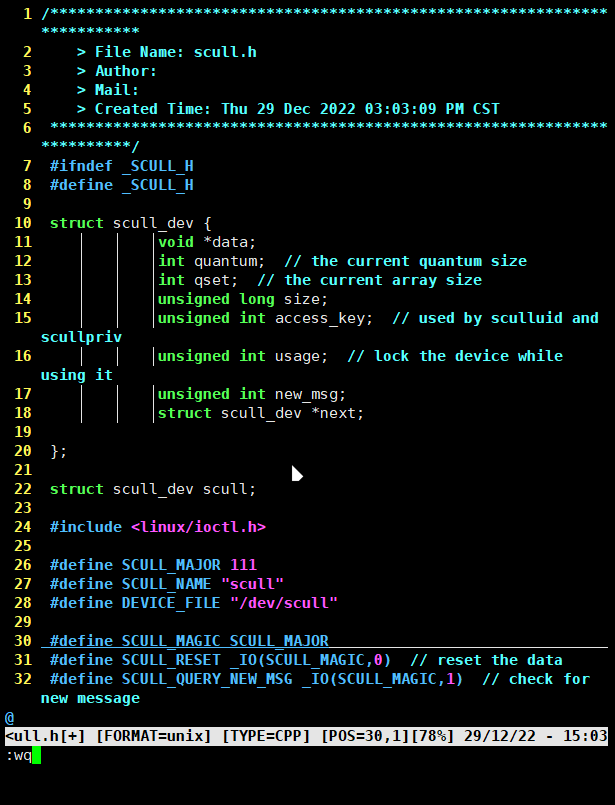 1 /**************************************************************
***********
2 > File Name: scull.h
3 > Author:
4 > Mail:
5 > Created Time: Thu 29 Dec 2022 03:03:09 PM CST
6 **************************************************************
**********/
7 #ifndef _SCULL_H
8 #define _SCULL_H
9
10 struct scull_dev {
11 void *data;
12 int quantum;  // the current quantum size
13 int qset;  // the current array size
14 unsigned long size;
15 unsigned int access_key;  // used by sculluid and
scullpriv
16 unsigned int usage;  // lock the device while
using it
17 unsigned int new_msg;
18 struct scull_dev *next;
19
20 };
21
22 struct scull_dev scull;
23
24 #include <linux/ioctl.h>
25
26 #define SCULL_MAJOR 111
27 #define SCULL_NAME "scull"
28 #define DEVICE_FILE "/dev/scull"
29
30 #define SCULL_MAGIC SCULL_MAJOR
31 #define SCULL_RESET _IO(SCULL_MAGIC,0)  // reset the data
32 #define SCULL_QUERY_NEW_MSG _IO(SCULL_MAGIC,1)  // check for
new message
@
<ull.h[+] [FORMAT=unix] [TYPE=CPP] [POS=30,1][78%] 29/12/22 - 15:03
:wq